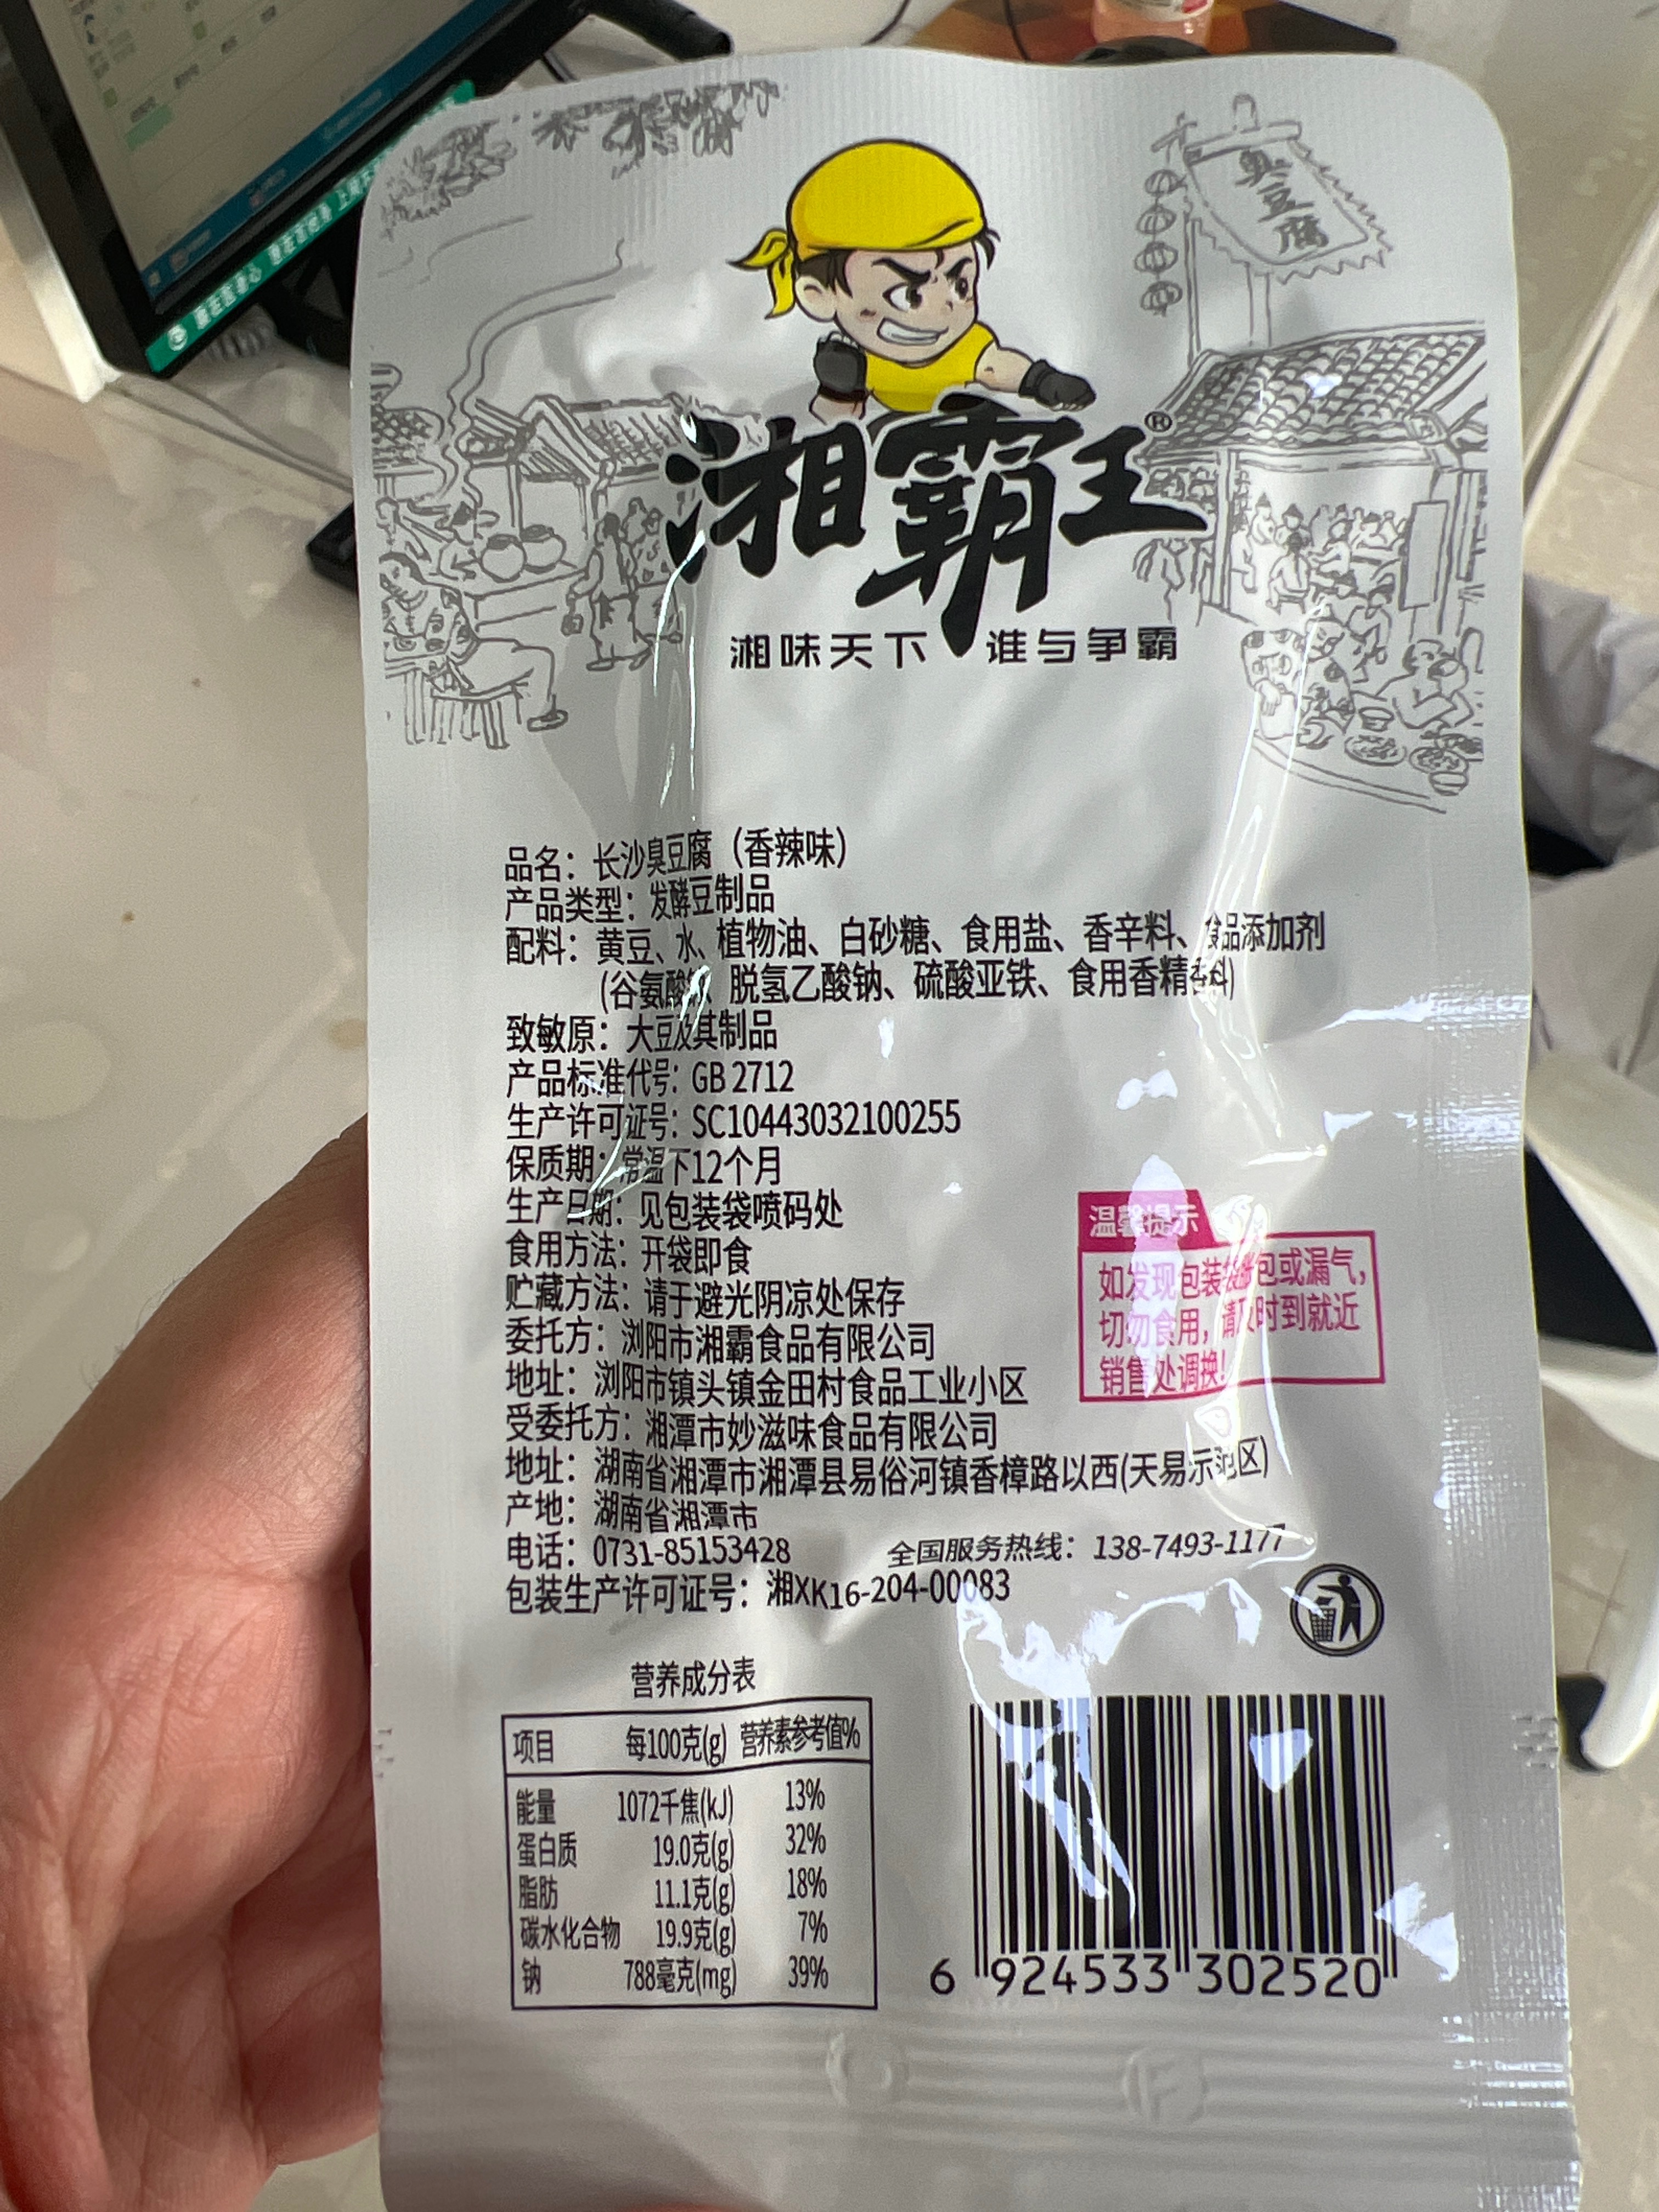 臭豆腐
湘霸王®
湘味天下 谁与争霸
品名：长沙臭豆腐（香辣味）
产品类型：发酵豆制品
配料：黄豆、水、植物油、白砂糖、食用盐、香辛料、食品添加剂
(谷氨酸钠、脱氢乙酸钠、硫酸亚铁、食用香精香料)
致敏原：大豆及其制品
产品标准代号：GB 2712
生产许可证号：SC10443032100255
保质期：常温下12个月
生产日期：见包装袋喷码处
食用方法：开袋即食
贮藏方法：请于避光阴凉处保存
委托方：浏阳市湘霸食品有限公司
地址：浏阳市镇头镇金田村食品工业小区
受委托方：湘潭市妙滋味食品有限公司
地址：湖南省湘潭市湘潭县易俗河镇香樟路以西(天易示范区)
产地：湖南省湘潭市
电话：0731-85153428 全国服务热线：138-7493-1177
包装生产许可证号：湘XK16-204-00083
温馨提示
如发现包装袋胀包或漏气，
切勿食用，请及时到就近
销售处调换！
营养成分表
项目 每100克(g) 营养素参考值%
能量 1072千焦(kJ) 13%
蛋白质 19.0克(g) 32%
脂肪 11.1克(g) 18%
碳水化合物 19.9克(g) 7%
钠 788毫克(mg) 39%
6 924533 302520